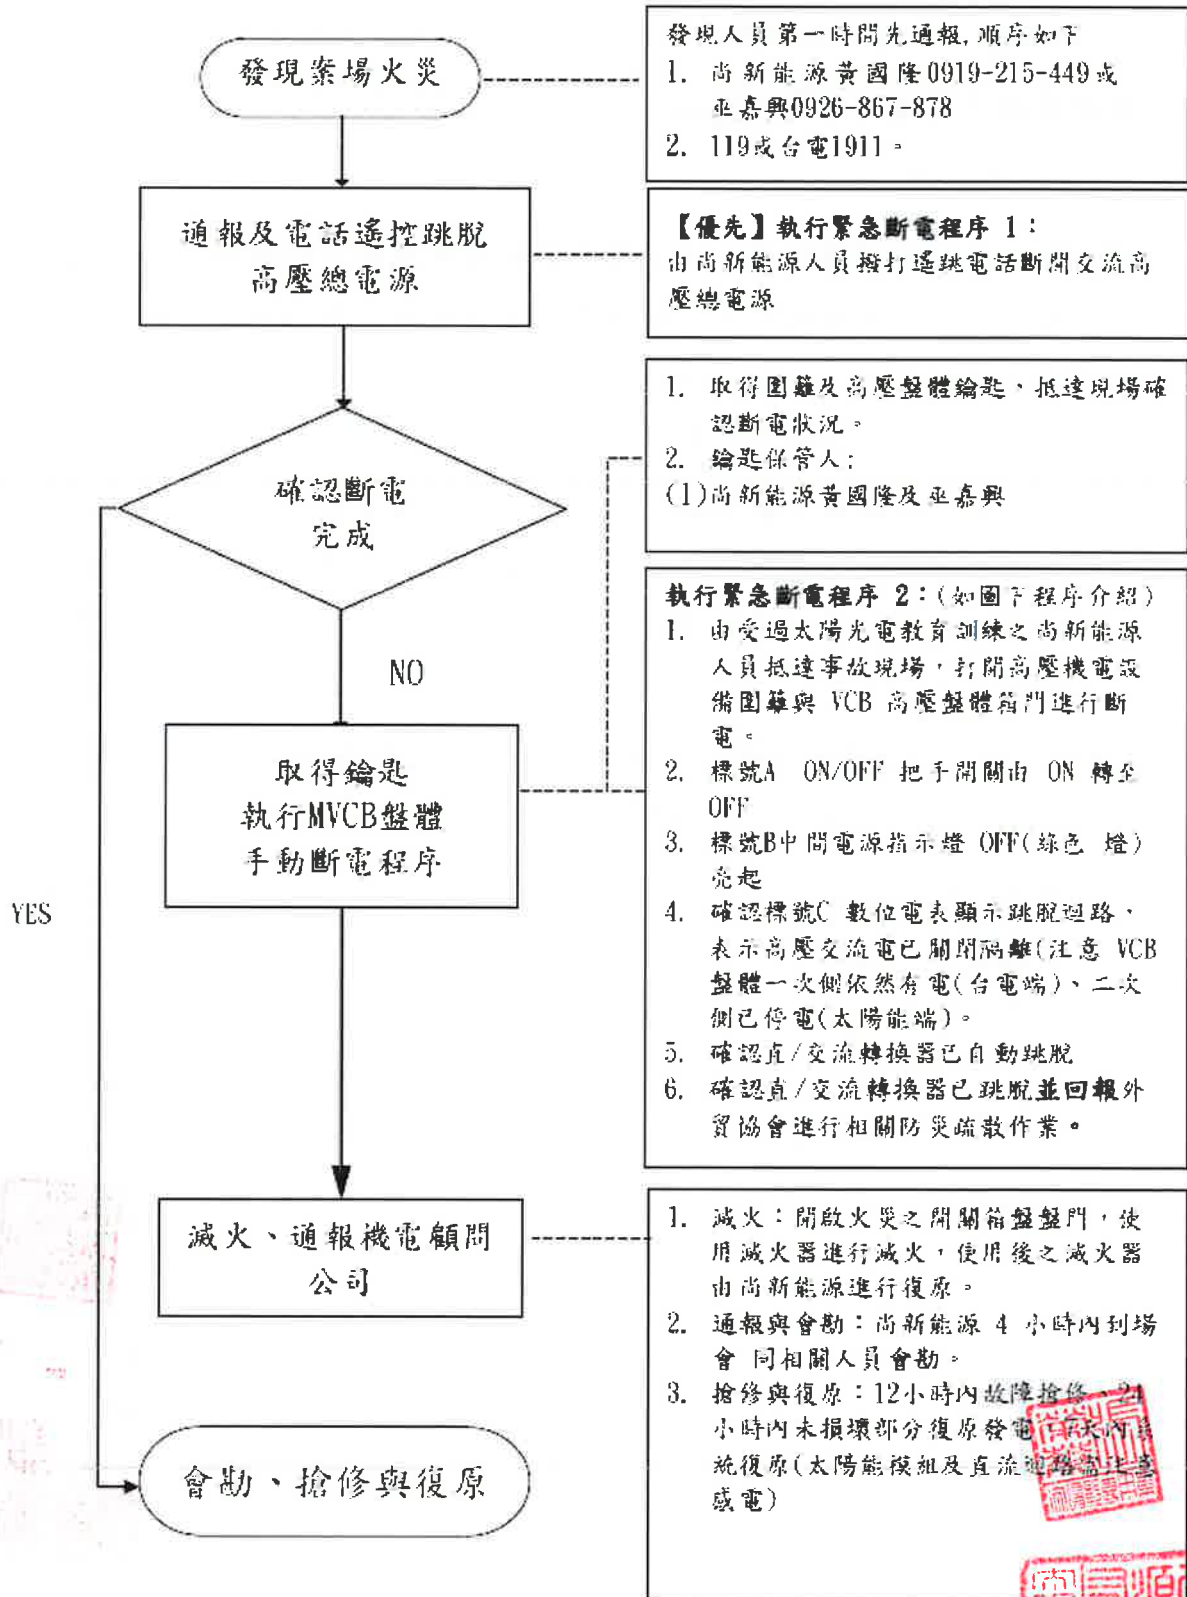 發現案場火災
發現人員第一時間先通報,順序如下
1. 尚新能源黃國隆0919-215-449或
巫嘉興0926-867-878
2. 119或台電1911。
通報及電話遙控跳脫
高壓總電源
【優先】執行緊急斷電程序 1：
由尚新能源人員撥打遙跳電話斷開交流高
壓總電源
確認斷電
完成
1. 取得圍籬及高壓盤體鑰匙、抵達現場確
認斷電狀況。
2. 鑰匙保管人:
(1)尚新能源黃國隆及巫嘉興
NO
YES
取得鑰匙
執行MVCB盤體
手動斷電程序
執行緊急斷電程序 2：(如圖下程序介紹)
1. 由受過太陽光電教育訓練之尚新能源
人員抵達事故現場，打開高壓機電設
備圍籬與 VCB 高壓盤體箱門進行斷
電。
2. 標號A ON/OFF 把手開關由 ON 轉至
OFF
3. 標號B中間電源指示燈 OFF(綠色 燈)
亮起
4. 確認標號C 數位電表顯示跳脫迴路，
表示高壓交流電已關閉隔離(注意 VCB
盤體一次側依然有電(台電端)、二次
側已停電(太陽能端)。
5. 確認直/交流轉換器已自動跳脫
6. 確認直/交流轉換器已跳脫並回報外
貿協會進行相關防災疏散作業。
滅火、通報機電顧問
公司
1. 滅火：開啟火災之開關箱盤盤門，使
用滅火器進行滅火，使用後之滅火器
由尚新能源進行復原。
2. 通報與會勘：尚新能源 4 小時內到場
會 同相關人員會勘。
3. 搶修與復原：12小時內故障搶修、24
小時內未損壞部分復原發電
統復原(太陽能模組及直流迴路需注意
感電)
會勘、搶修與復原